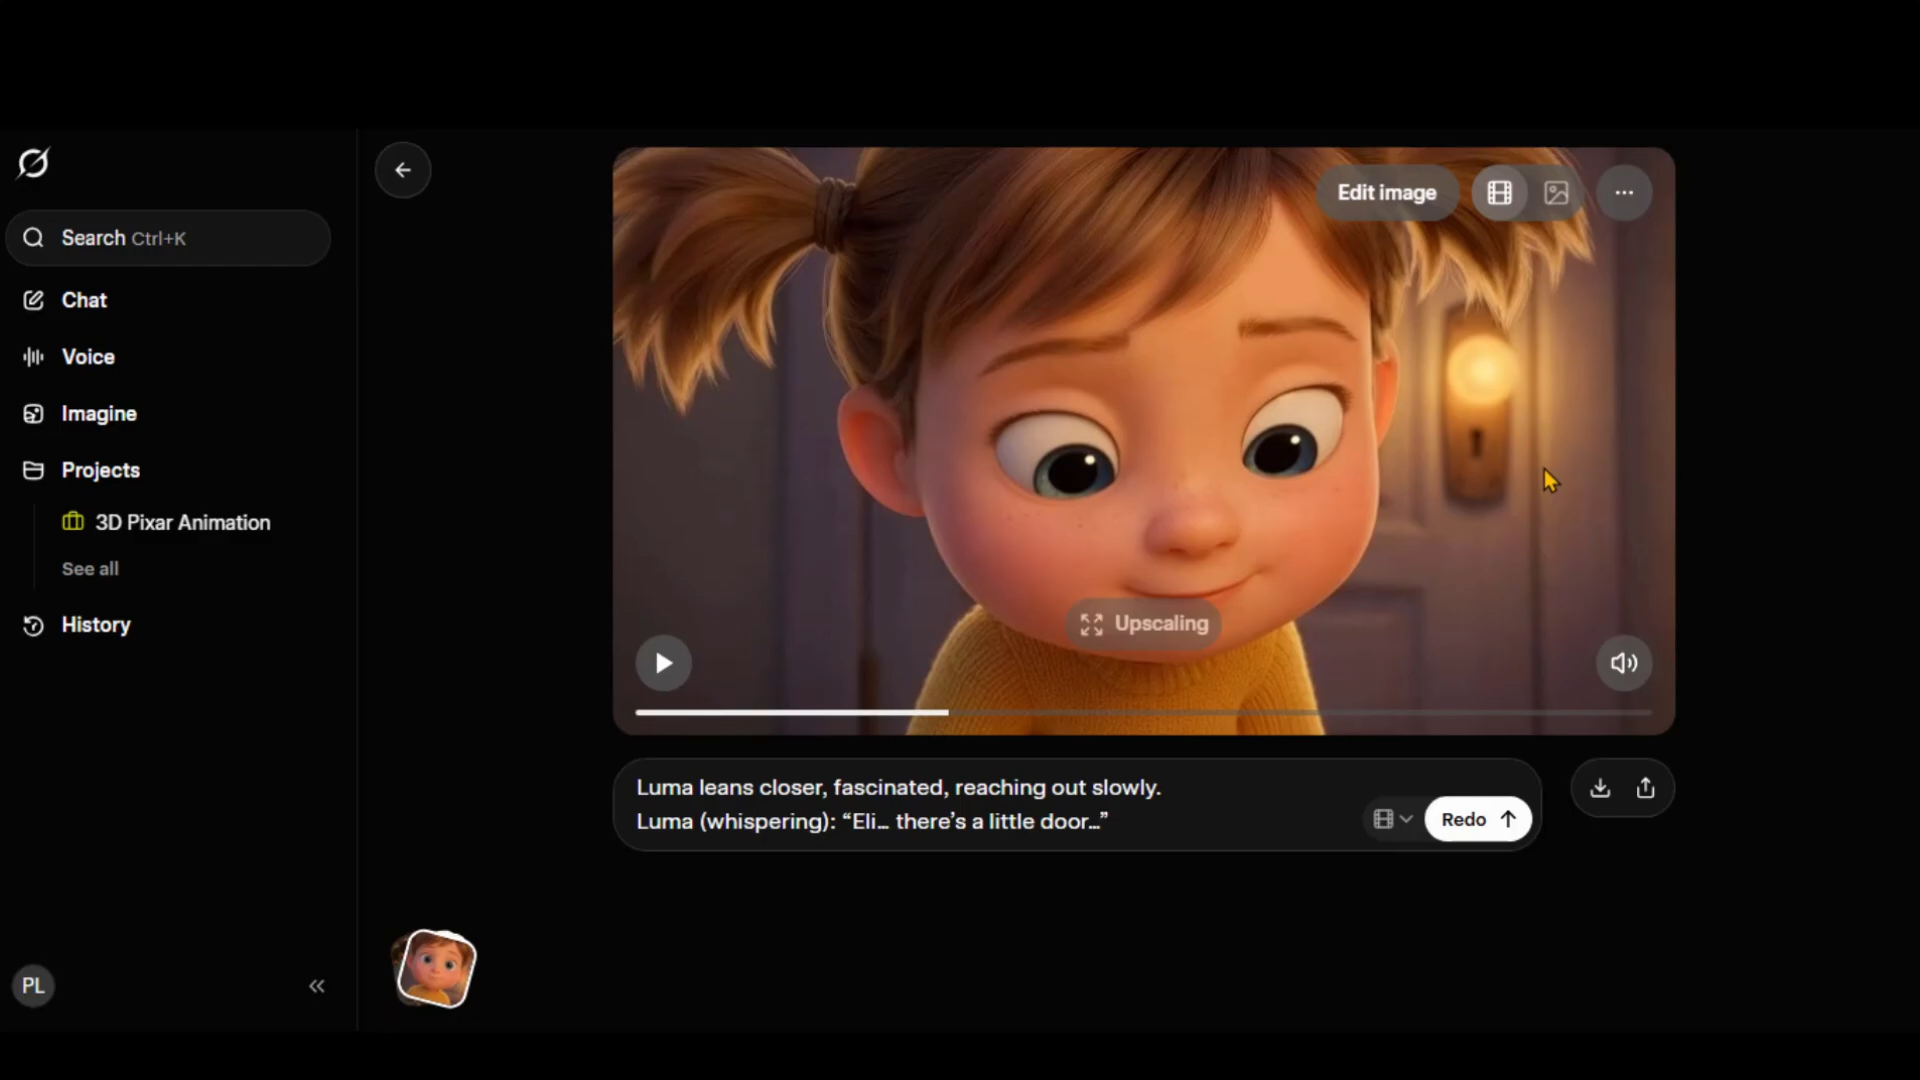 Search Ctrl+K
Chat
Voice
Imagine
Projects
3D Pixar Animation
See all
History
PL
Edit image
Upscaling
Luma leans closer, fascinated, reaching out slowly.
Luma (whispering): “Eli… there’s a little door…”
Redo